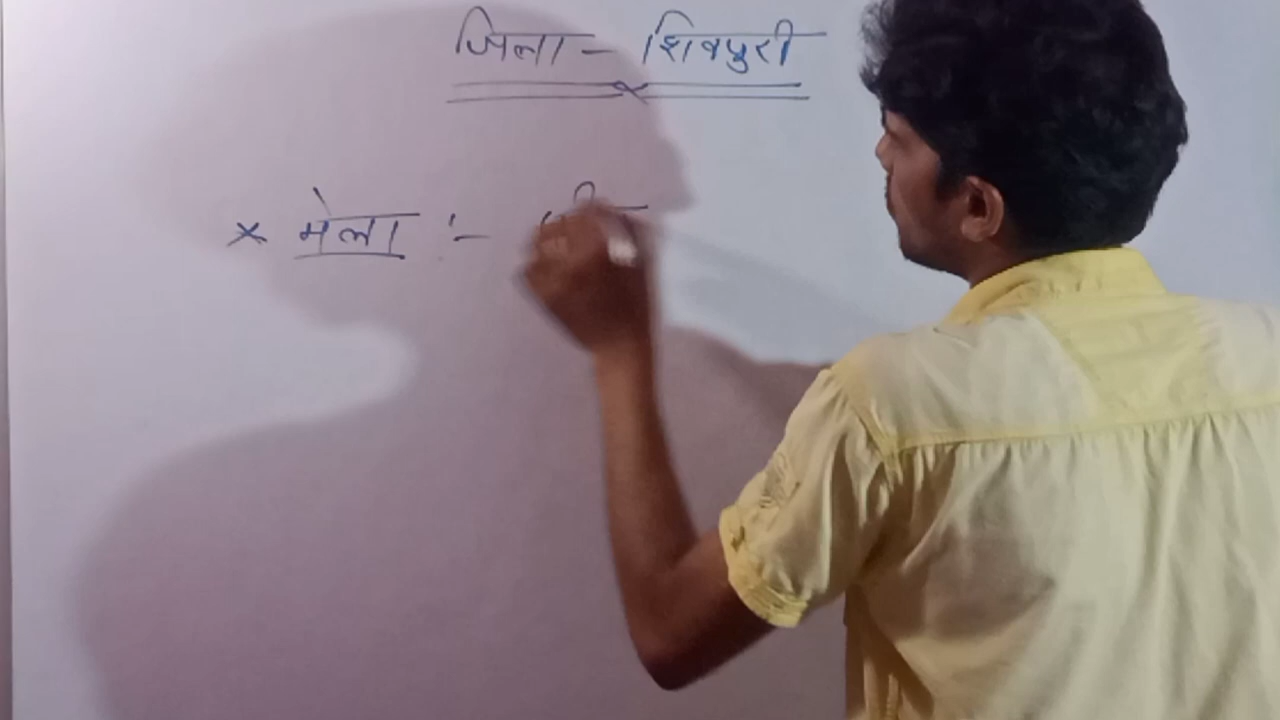 जिला - शिवपुरी
× मेला :-